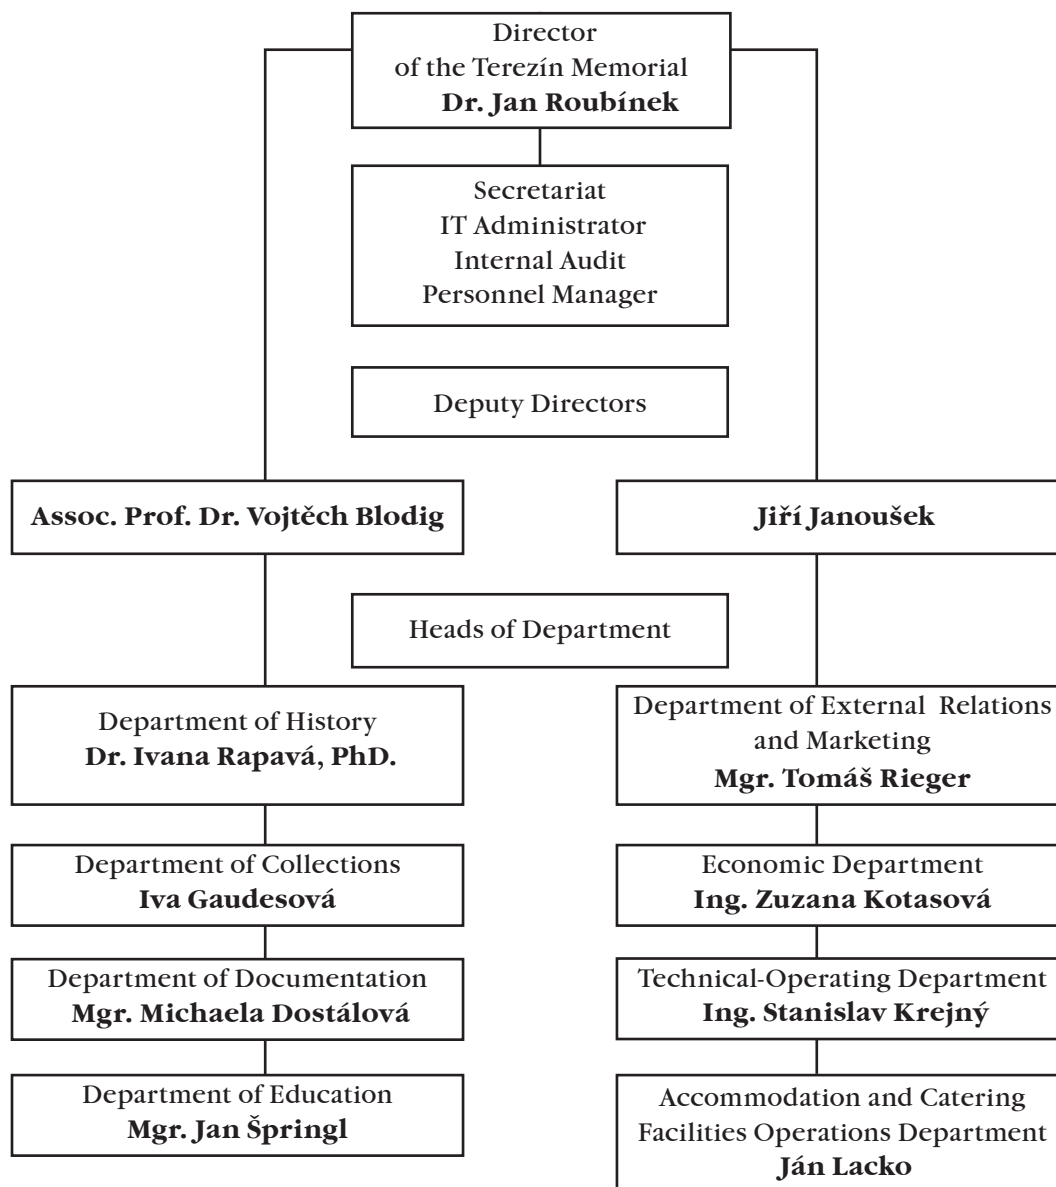 Director
of the Terezín Memorial
Dr. Jan Roubínek
Secretariat
IT Administrator
Internal Audit
Personnel Manager
Deputy Directors
Assoc. Prof. Dr. Vojtěch Blodig
Jiří Janoušek
Heads of Department
Department of History
Dr. Ivana Rapavá, PhD.
Department of External Relations
and Marketing
Mgr. Tomáš Rieger
Department of Collections
Iva Gaudesová
Economic Department
Ing. Zuzana Kotasová
Department of Documentation
Mgr. Michaela Dostálová
Technical-Operating Department
Ing. Stanislav Krejný
Department of Education
Mgr. Jan Špringl
Accommodation and Catering
Facilities Operations Department
Ján Lacko